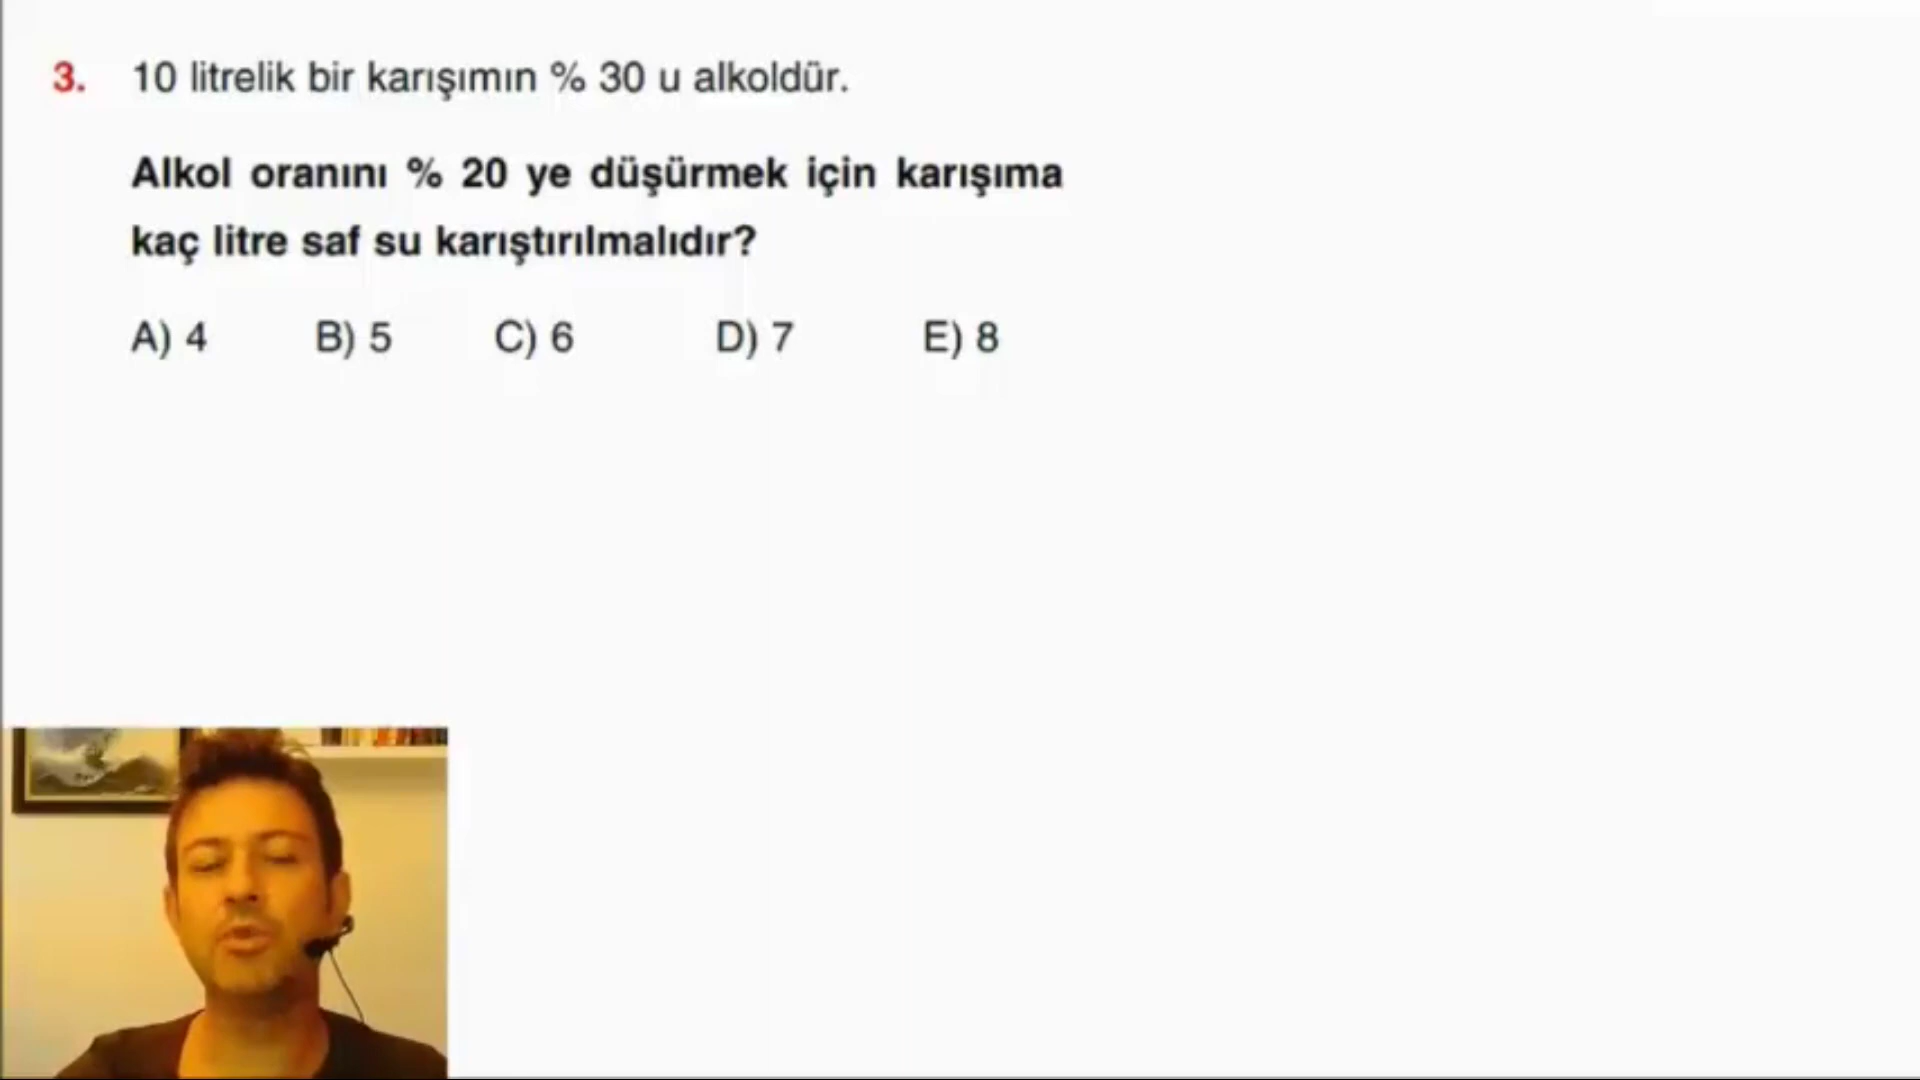 3. 10 litrelik bir karışımın % 30 u alkoldür.
Alkol oranını % 20 ye düşürmek için karışıma
kaç litre saf su karıştırılmalıdır?
A) 4 B) 5 C) 6 D) 7 E) 8